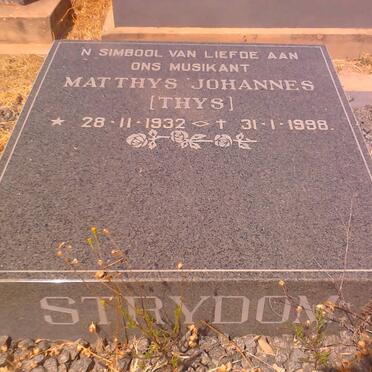 'N SIMBOOL VAN LIEFDE AAN
ONS MUSIKANT
MATTHYS JOHANNES
[THYS]
* 28·11·1932 ◇ † 31·1·1998.
STRYDOM